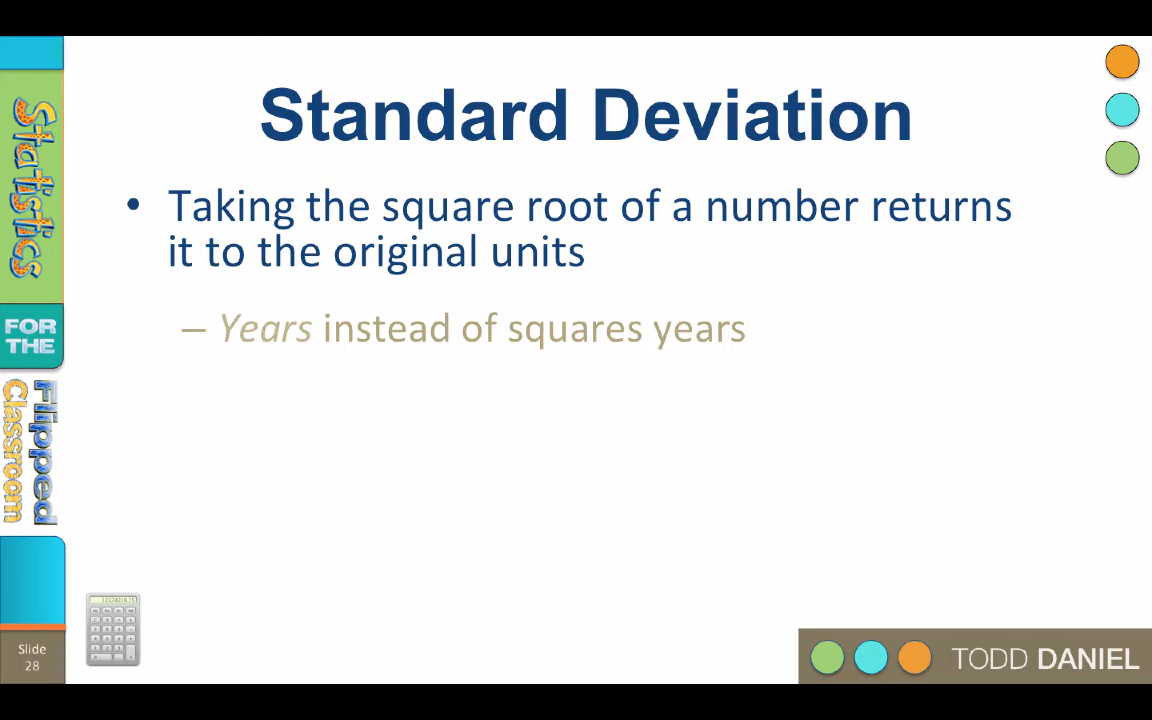 Standard Deviation
• Taking the square root of a number returns
it to the original units
– Years instead of squares years
Statistics
FOR
THE
Flipped
Classroom
Slide
28
TODD DANIEL